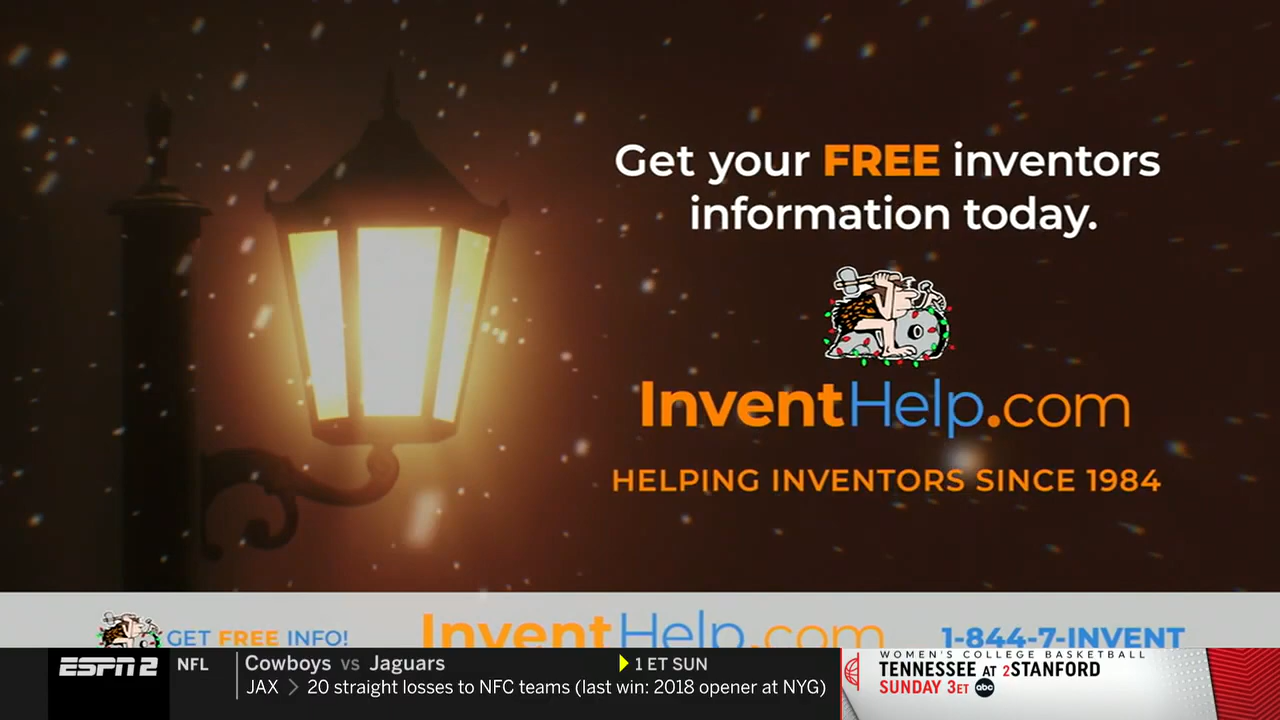 Get your FREE inventors
information today.
InventHelp.com
HELPING INVENTORS SINCE 1984
GET FREE INFO!
InventHelp.com
1-844-7-INVENT
ESPN2
NFL
Cowboys vs Jaguars
1 ET SUN
JAX > 20 straight losses to NFC teams (last win: 2018 opener at NYG)
WOMEN'S COLLEGE BASKETBALL
TENNESSEE AT 2STANFORD
SUNDAY 3ET abc